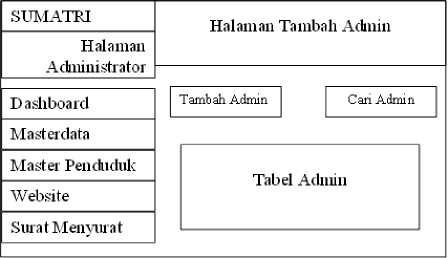 SUMATRI
Halaman
Administrator
Halaman Tambah Admin
Dashboard
Masterdata
Master Penduduk
Website
Surat Menyurat
Tambah Admin
Cari Admin
Tabel Admin